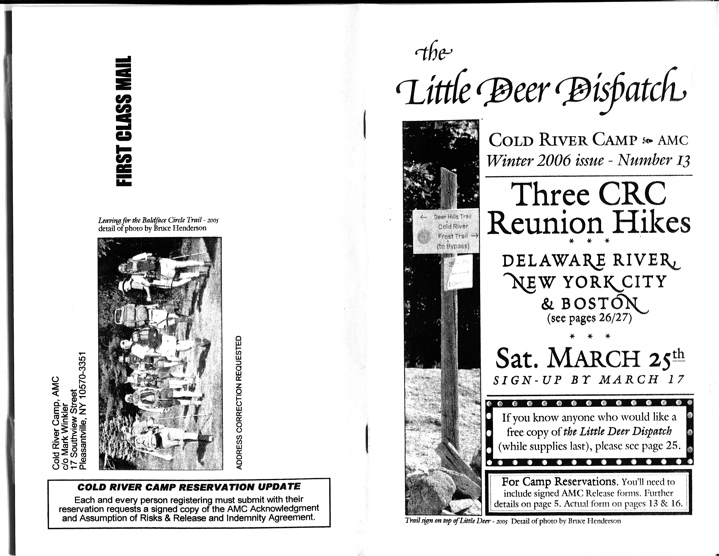 FIRST CLASS MAIL
Leaving for the Baldface Circle Trail - 2005
detail of photo by Bruce Henderson
Cold River Camp, AMC
c/o Mark Winkler
17 Southview Street
Pleasantville, NY 10570-3351
ADDRESS CORRECTION REQUESTED
COLD RIVER CAMP RESERVATION UPDATE
Each and every person registering must submit with their
reservation requests a signed copy of the AMC Acknowledgment
and Assumption of Risks & Release and Indemnity Agreement.
the
Little Deer Dispatch
COLD RIVER CAMP AMC
Winter 2006 issue - Number 13
← Deer Hills Trail
Cold River
Frost Trail →
(to Bypass)
Three CRC
Reunion Hikes
* * *
DELAWARE RIVER,
NEW YORK CITY
& BOSTON
(see pages 26/27)
* * *
Sat. MARCH 25th
SIGN-UP BY MARCH 17
If you know anyone who would like a
free copy of the Little Deer Dispatch
(while supplies last), please see page 25.
For Camp Reservations. You'll need to
include signed AMC Release forms. Further
details on page 5. Actual form on pages 13 & 16.
Trail sign on top of Little Deer - 2005 Detail of photo by Bruce Henderson